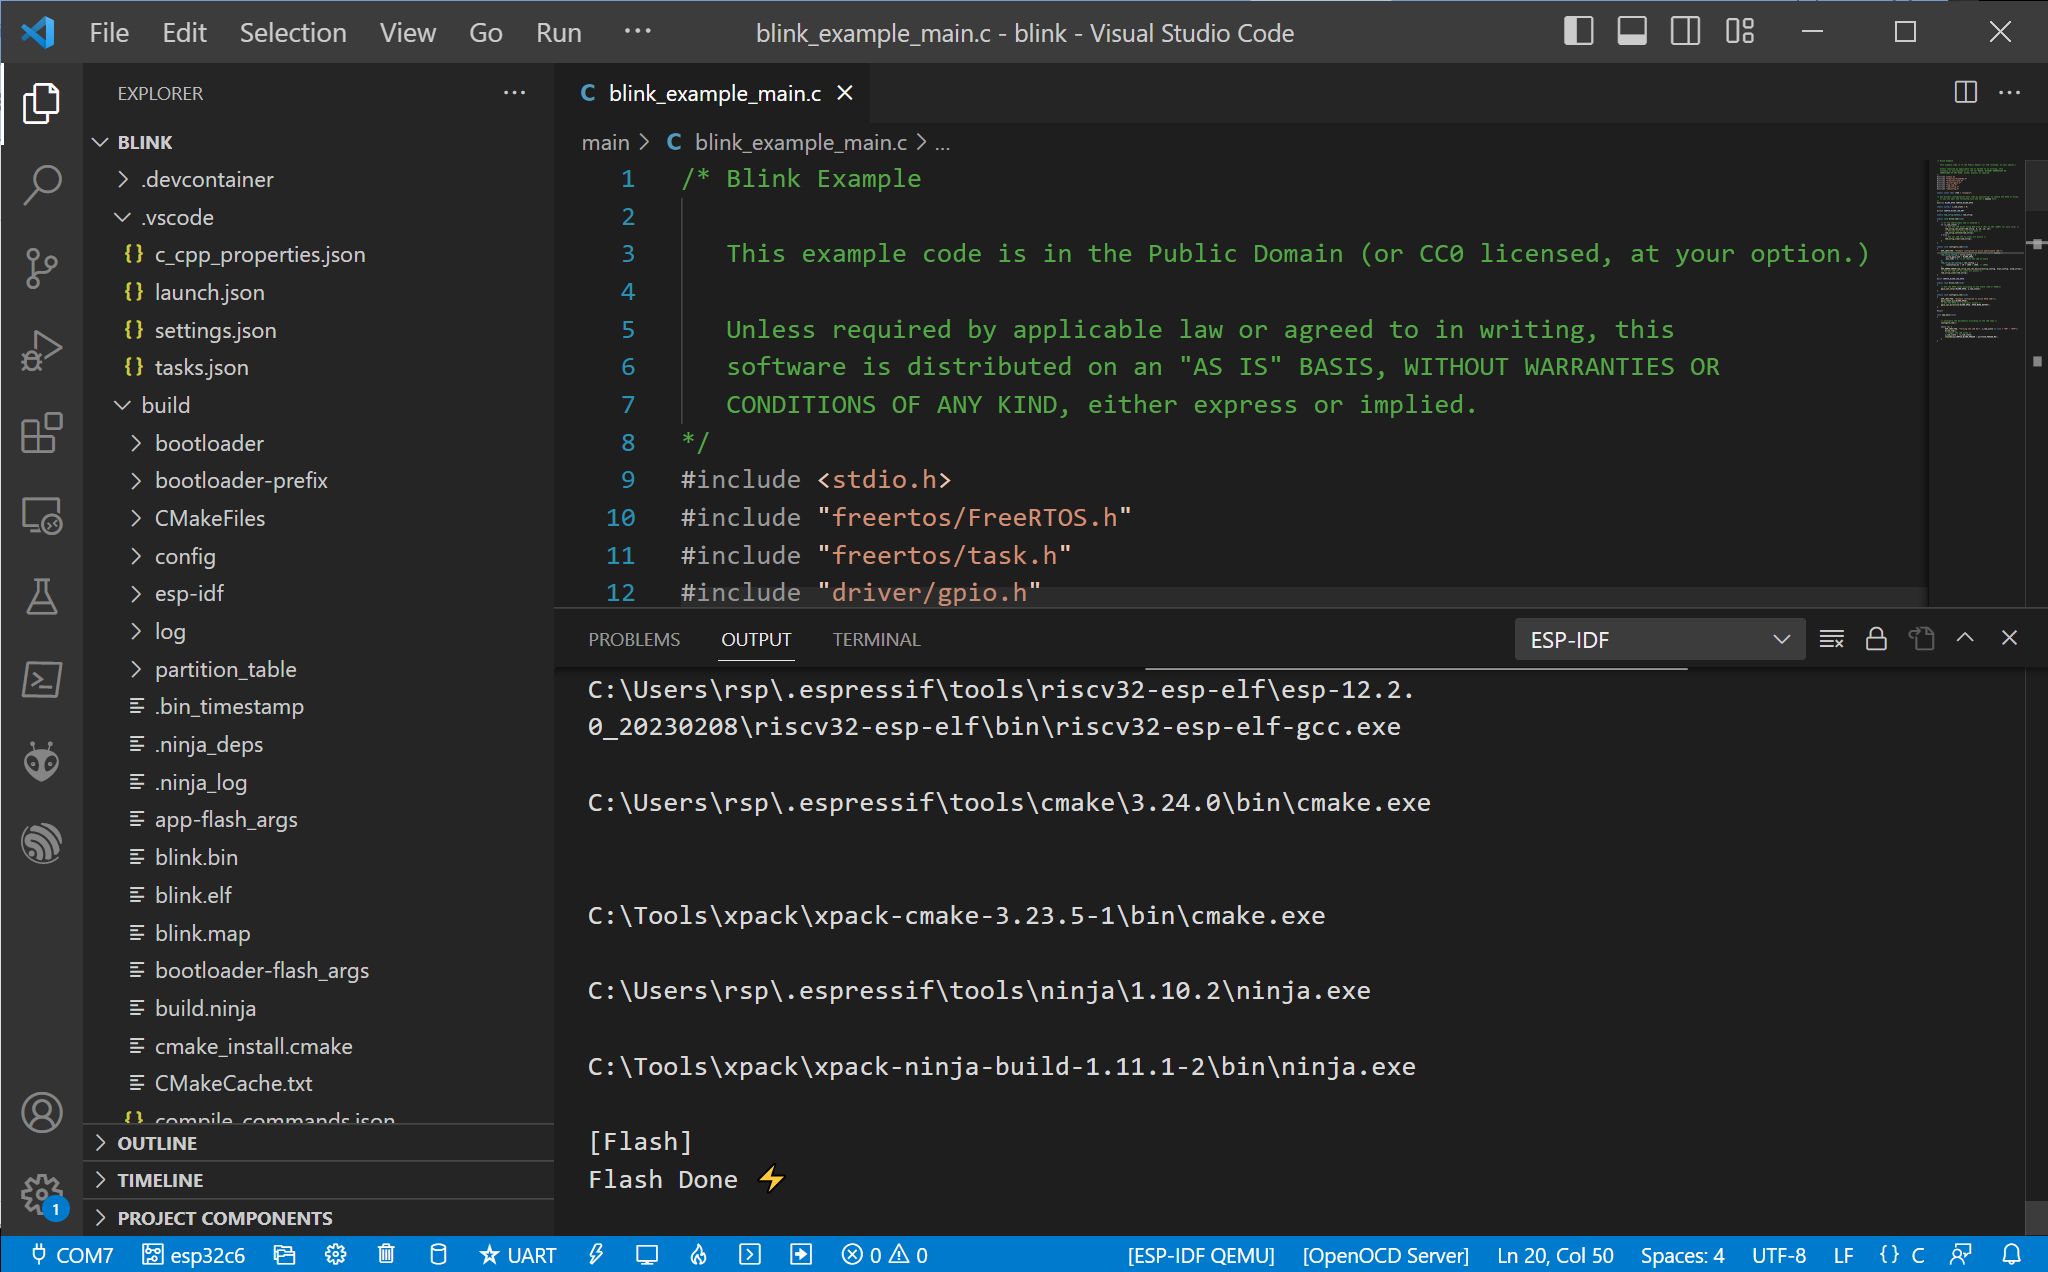 File Edit Selection View Go Run ···
blink_example_main.c - blink - Visual Studio Code
EXPLORER
BLINK
.devcontainer
.vscode
{} c_cpp_properties.json
{} launch.json
{} settings.json
{} tasks.json
build
bootloader
bootloader-prefix
CMakeFiles
config
esp-idf
log
partition_table
.bin_timestamp
.ninja_deps
.ninja_log
app-flash_args
blink.bin
blink.elf
blink.map
bootloader-flash_args
build.ninja
cmake_install.cmake
CMakeCache.txt
{} compile_commands.json
OUTLINE
TIMELINE
PROJECT COMPONENTS
1
C blink_example_main.c
main > C blink_example_main.c > ...
1 /* Blink Example
2
3 This example code is in the Public Domain (or CC0 licensed, at your option.)
4
5 Unless required by applicable law or agreed to in writing, this
6 software is distributed on an "AS IS" BASIS, WITHOUT WARRANTIES OR
7 CONDITIONS OF ANY KIND, either express or implied.
8 */
9 #include <stdio.h>
10 #include "freertos/FreeRTOS.h"
11 #include "freertos/task.h"
12 #include "driver/gpio.h"
PROBLEMS OUTPUT TERMINAL
ESP-IDF
C:\Users\rsp\.espressif\tools\riscv32-esp-elf\esp-12.2.
0_20230208\riscv32-esp-elf\bin\riscv32-esp-elf-gcc.exe
C:\Users\rsp\.espressif\tools\cmake\3.24.0\bin\cmake.exe
C:\Tools\xpack\xpack-cmake-3.23.5-1\bin\cmake.exe
C:\Users\rsp\.espressif\tools\ninja\1.10.2\ninja.exe
C:\Tools\xpack\xpack-ninja-build-1.11.1-2\bin\ninja.exe
[Flash]
Flash Done ⚡
COM7 esp32c6 UART 0 0 [ESP-IDF QEMU] [OpenOCD Server] Ln 20, Col 50 Spaces: 4 UTF-8 LF {} C